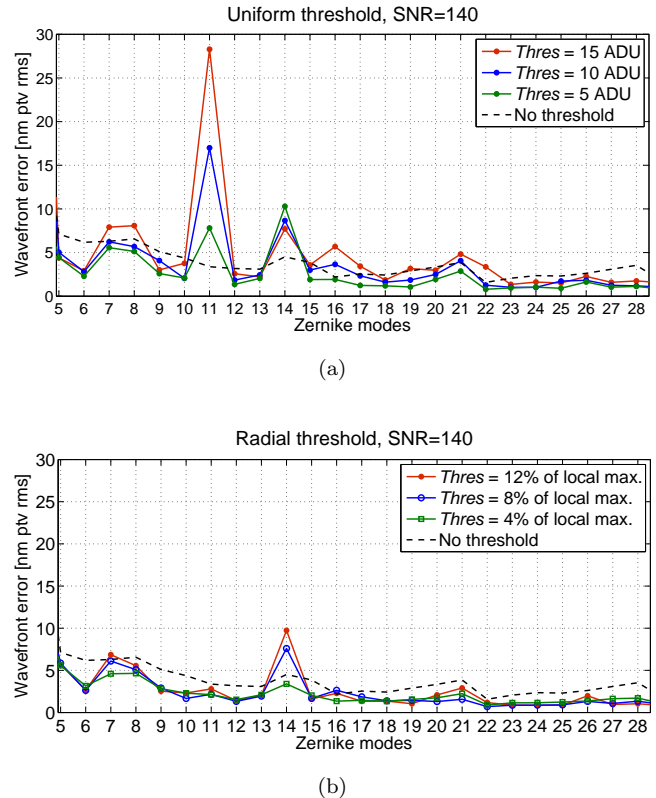 Uniform threshold, SNR=140
30
25
20
15
10
5
0
Wavefront error [nm ptv rms]
Thres = 15 ADU
Thres = 10 ADU
Thres = 5 ADU
No threshold
5 6 7 8 9 10 11 12 13 14 15 16 17 18 19 20 21 22 23 24 25 26 27 28
Zernike modes
(a)
Radial threshold, SNR=140
30
25
20
15
10
5
0
Wavefront error [nm ptv rms]
Thres = 12% of local max.
Thres = 8% of local max.
Thres = 4% of local max.
No threshold
5 6 7 8 9 10 11 12 13 14 15 16 17 18 19 20 21 22 23 24 25 26 27 28
Zernike modes
(b)